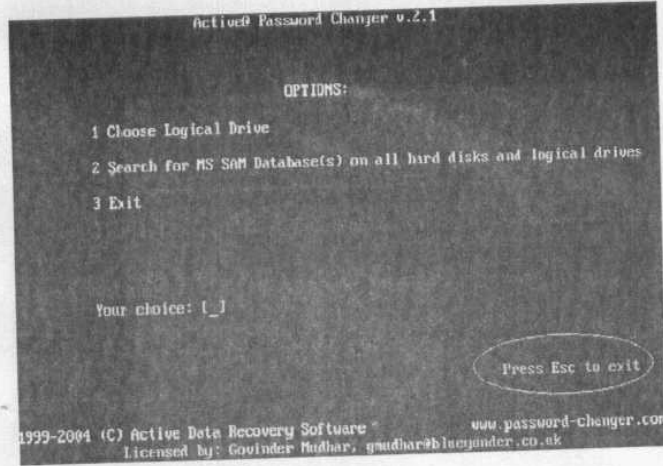 Active@ Password Changer v.2.1
OPTIONS:
1 Choose Logical Drive
2 Search for MS SAM Database(s) on all hard disks and logical drives
3 Exit
Your choice: [_]
Press Esc to exit
1999-2004 (C) Active Data Recovery Software
www.password-changer.com
Licensed by: Govinder Mudhar, gmudhar@blueyonder.co.uk